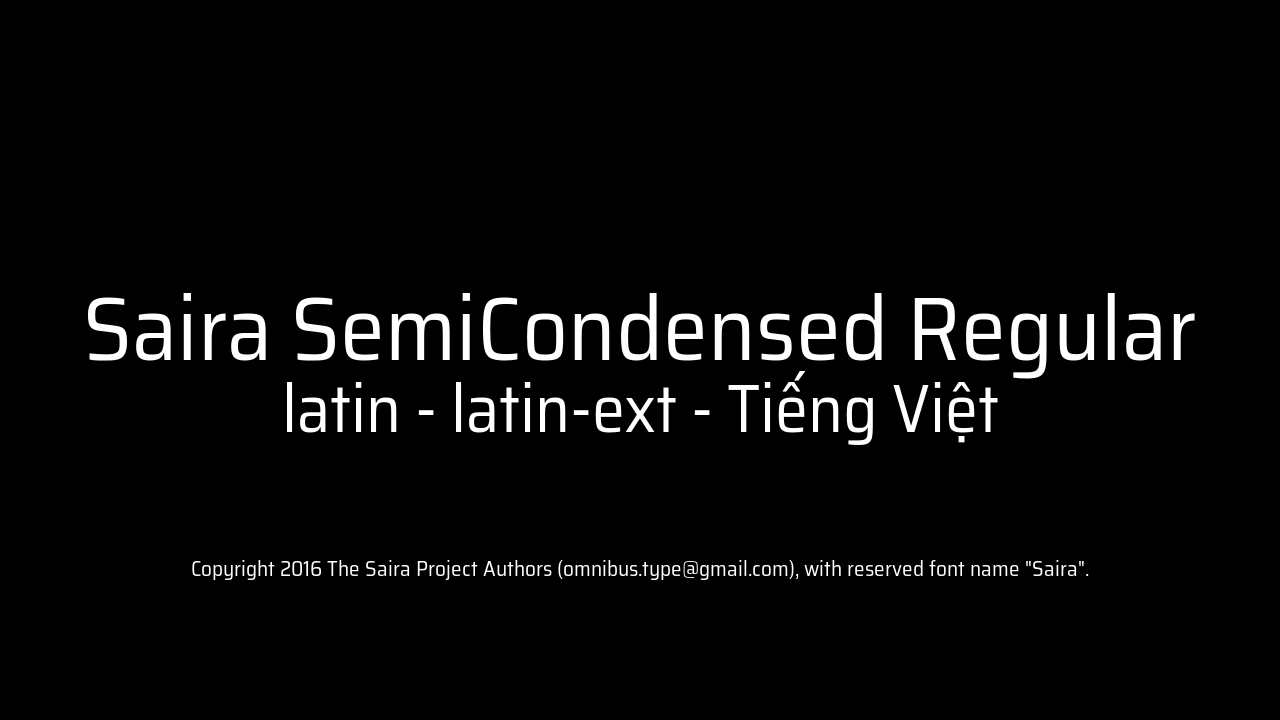 Saira SemiCondensed Regular
latin - latin-ext - Tiếng Việt
Copyright 2016 The Saira Project Authors (omnibus.type@gmail.com), with reserved font name "Saira".